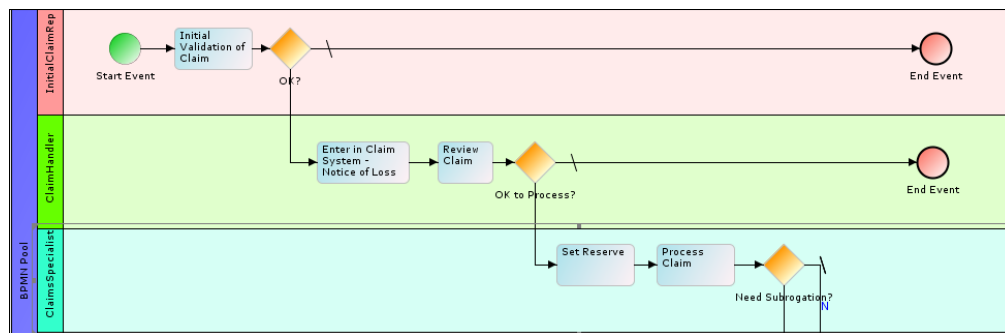 BPMN Pool
InitialClaimRep
Start Event
Initial
Validation of
Claim
OK?
End Event
ClaimHandler
Enter in Claim
System -
Notice of Loss
Review
Claim
OK to Process?
End Event
ClaimsSpecialist
Set Reserve
Process
Claim
Need Subrogation?
N